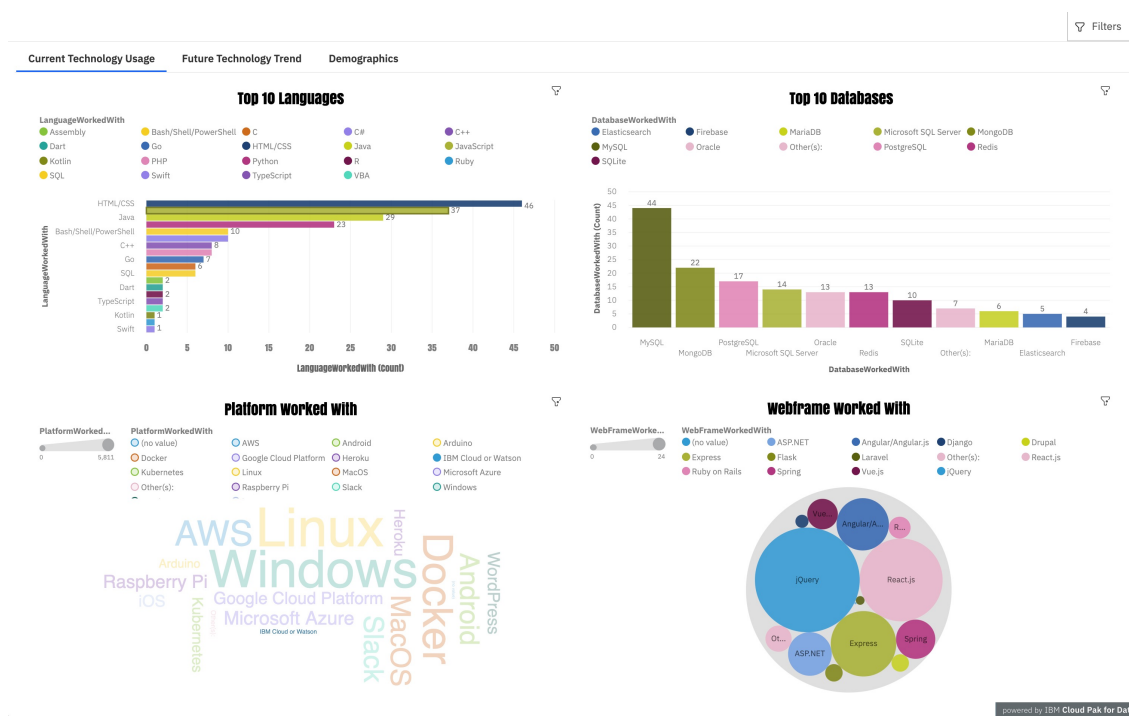 Filters
Current Technology Usage Future Technology Trend Demographics
Top 10 Languages
LanguageWorkedWith
Assembly Bash/Shell/PowerShell C C# C++
Dart Go HTML/CSS Java JavaScript
Kotlin PHP Python R Ruby
SQL Swift TypeScript VBA
LanguageWorkedWith
HTML/CSS 46
37
Java 29
23
Bash/Shell/PowerShell 10
C++ 8
Go 7
6
SQL
2
Dart
2
TypeScript
2
Kotlin 1
Swift 1
0 5 10 15 20 25 30 35 40 45 50
LanguageWorkedWith (Count)
Top 10 Databases
DatabaseWorkedWith
Elasticsearch Firebase MariaDB Microsoft SQL Server MongoDB
MySQL Oracle Other(s): PostgreSQL Redis
SQLite
DatabaseWorkedWith (Count)
50
45
40
35
30
25
20
15
10
5
0
44 22 17 14 13 13 10 7 6 5 4
MySQL PostgreSQL Oracle SQLite MariaDB Firebase
MongoDB Microsoft SQL Server Redis Other(s): Elasticsearch
DatabaseWorkedWith
Platform Worked With
PlatformWorked...
0 5,811
PlatformWorkedWith
(no value) AWS Android Arduino
Docker Google Cloud Platform Heroku IBM Cloud or Watson
Kubernetes Linux MacOS Microsoft Azure
Other(s): Raspberry Pi Slack Windows
AWS Linux Heroku
Arduino Windows Docker Android WordPress
Raspberry Pi
iOS Kubernetes Google Cloud Platform
Microsoft Azure Slack MacOS
IBM Cloud or Watson
Webframe Worked With
WebFrameWorke...
0 24
WebFrameWorkedWith
(no value) ASP.NET Angular/Angular.js Django Drupal
Express Flask Laravel Other(s): React.js
Ruby on Rails Spring Vue.js jQuery
Vue... Angular/A... R...
jQuery React.js
Ot... ASP.NET Express Spring
powered by IBM Cloud Pak for Dat